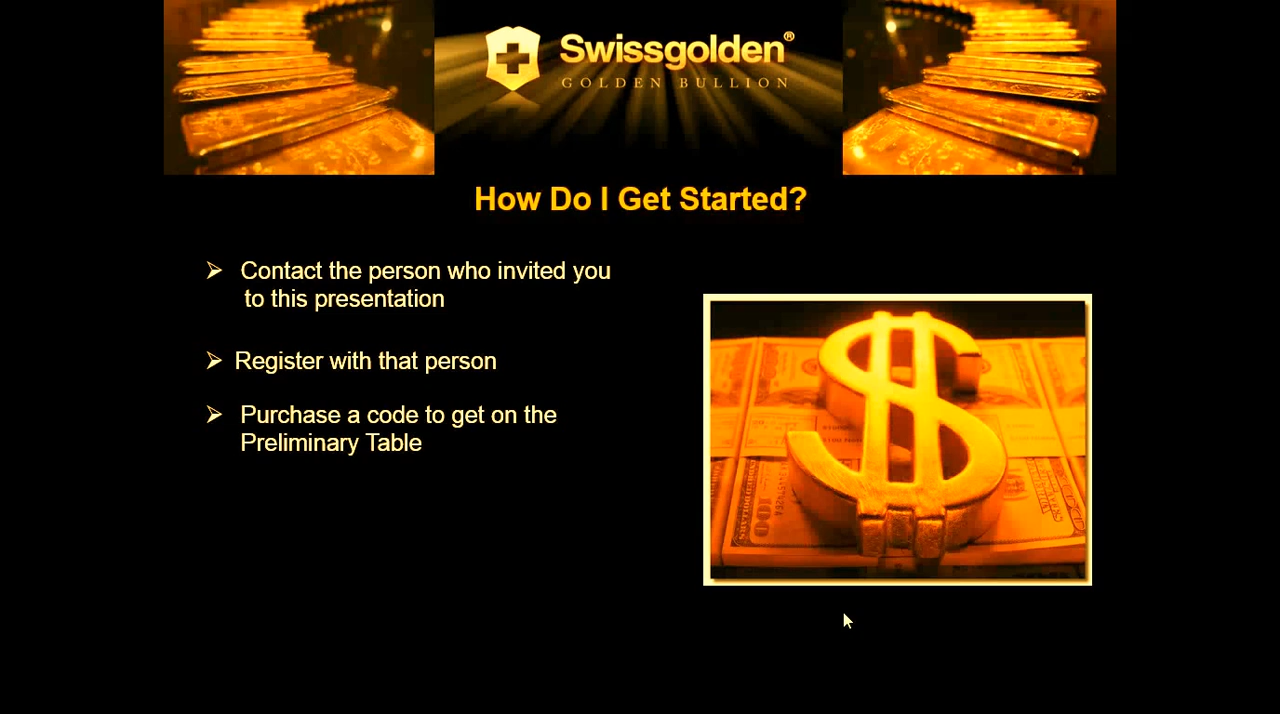 Swissgolden®
GOLDEN BULLION
How Do I Get Started?
➢ Contact the person who invited you
to this presentation
➢ Register with that person
➢ Purchase a code to get on the
Preliminary Table
100